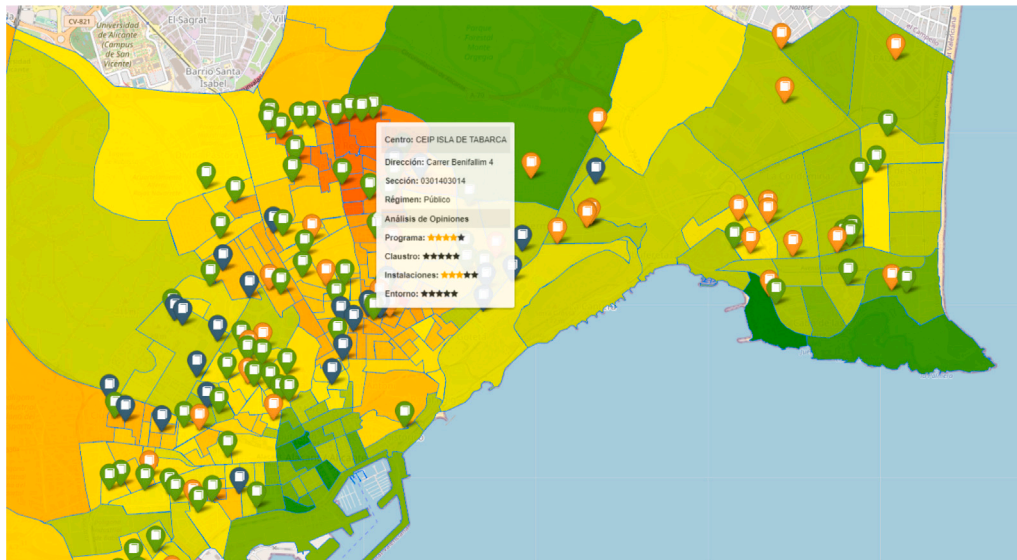 CV-821
El Sagrat
Vill
Universidad
de Alicante
(Campus
de San
Vicente)
Barrio Santa
Isabel
Centro: CEIP ISLA DE TABARCA
Dirección: Carrer Benifallim 4
Sección: 0301403014
Régimen: Público
Análisis de Opiniones
Programa: ★★★★★
Claustro: ★★★★★
Instalaciones: ★★★★★
Entorno: ★★★★★